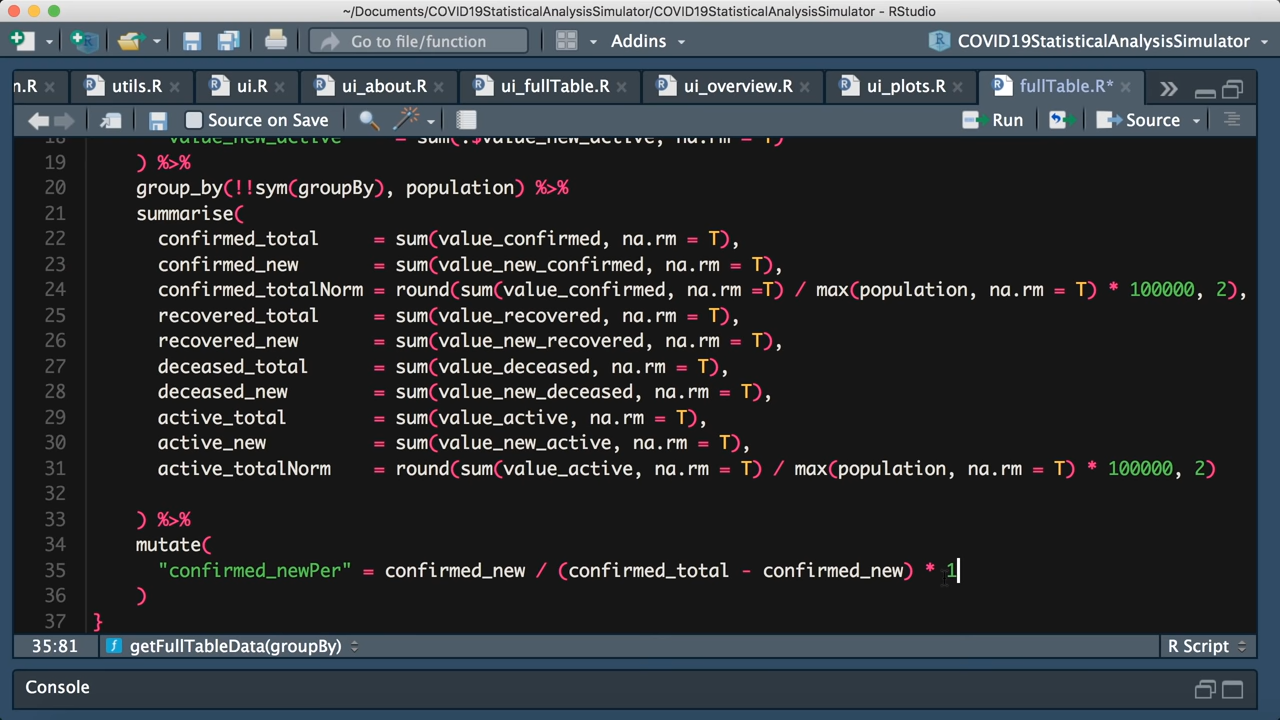 ~/Documents/COVID19StatisticalAnalysisSimulator/COVID19StatisticalAnalysisSimulator - RStudio
Go to file/function Addins COVID19StatisticalAnalysisSimulator
n.R utils.R ui.R ui_about.R ui_fullTable.R ui_overview.R ui_plots.R fullTable.R*
Source on Save Run Source
18 "value_new_active" = sum(.$value_new_active, na.rm = T)
19 ) %>%
20 group_by(!!sym(groupBy), population) %>%
21 summarise(
22 confirmed_total = sum(value_confirmed, na.rm = T),
23 confirmed_new = sum(value_new_confirmed, na.rm = T),
24 confirmed_totalNorm = round(sum(value_confirmed, na.rm =T) / max(population, na.rm = T) * 100000, 2),
25 recovered_total = sum(value_recovered, na.rm = T),
26 recovered_new = sum(value_new_recovered, na.rm = T),
27 deceased_total = sum(value_deceased, na.rm = T),
28 deceased_new = sum(value_new_deceased, na.rm = T),
29 active_total = sum(value_active, na.rm = T),
30 active_new = sum(value_new_active, na.rm = T),
31 active_totalNorm = round(sum(value_active, na.rm = T) / max(population, na.rm = T) * 100000, 2)
32
33 ) %>%
34 mutate(
35 "confirmed_newPer" = confirmed_new / (confirmed_total - confirmed_new) * 1
36 )
37 }
35:81 getFullTableData(groupBy) R Script
Console